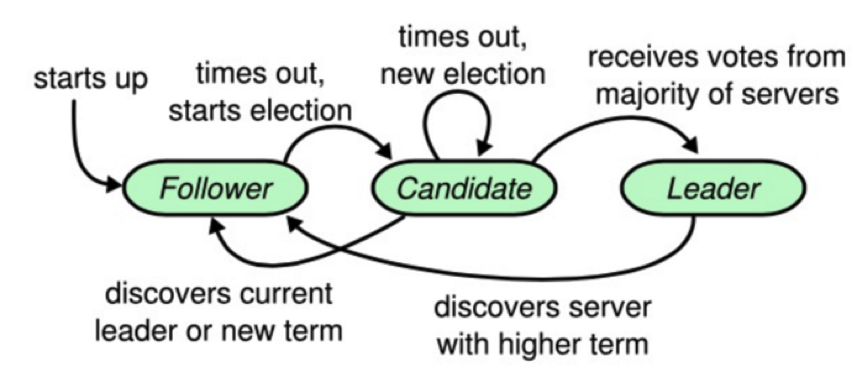 starts up
times out,
starts election
times out,
new election
receives votes from
majority of servers
Follower
Candidate
Leader
discovers current
leader or new term
discovers server
with higher term